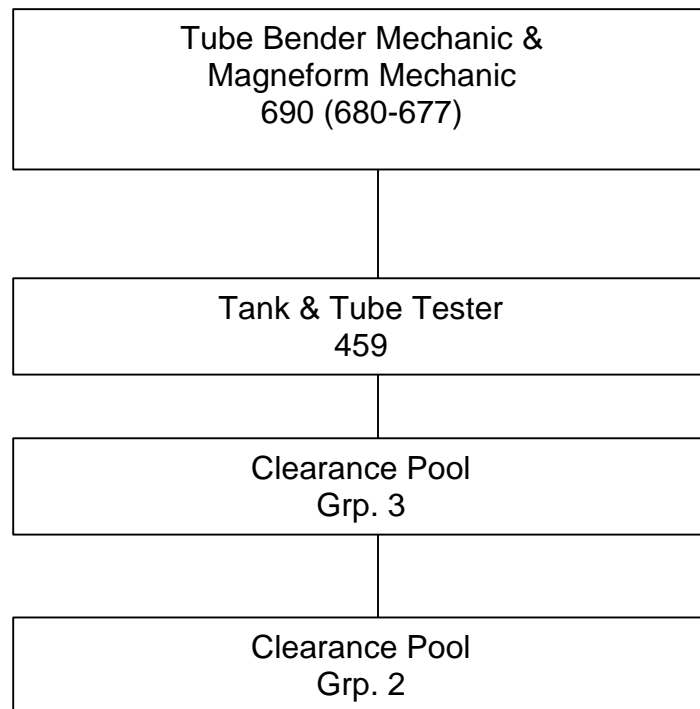 Tube Bender Mechanic &
Magneform Mechanic
690 (680-677)
Tank & Tube Tester
459
Clearance Pool
Grp. 3
Clearance Pool
Grp. 2